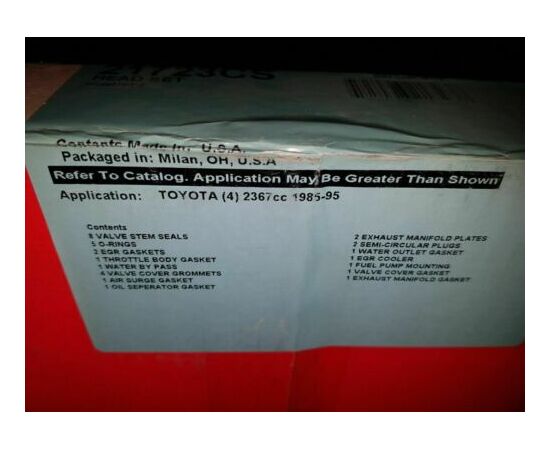 21723CS
HEAD SET
Contents Made In: U.S.A.
Packaged in: Milan, OH, U.S.A
Refer To Catalog. Application May Be Greater Than Shown
Application: TOYOTA (4) 2367cc 1985-95
Contents
8 VALVE STEM SEALS
5 O-RINGS
2 EGR GASKETS
1 THROTTLE BODY GASKET
1 WATER BY PASS
4 VALVE COVER GROMMETS
1 AIR SURGE GASKET
1 OIL SEPERATOR GASKET
2 EXHAUST MANIFOLD PLATES
2 SEMI-CIRCULAR PLUGS
1 WATER OUTLET GASKET
1 EGR COOLER
1 FUEL PUMP MOUNTING
1 VALVE COVER GASKET
1 EXHAUST MANIFOLD GASKET